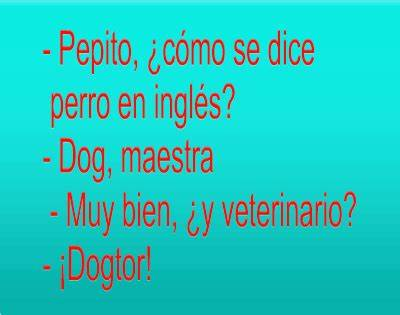 - Pepito, ¿cómo se dice
perro en inglés?
- Dog, maestra
- Muy bien, ¿y veterinario?
- ¡Dogtor!